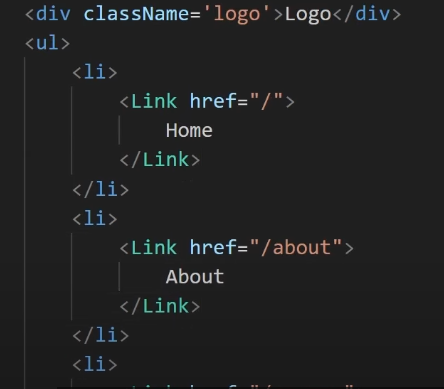 <div className='logo'>Logo</div>
<ul>
<li>
<Link href="/">
Home
</Link>
</li>
<li>
<Link href="/about">
About
</Link>
</li>
<li>